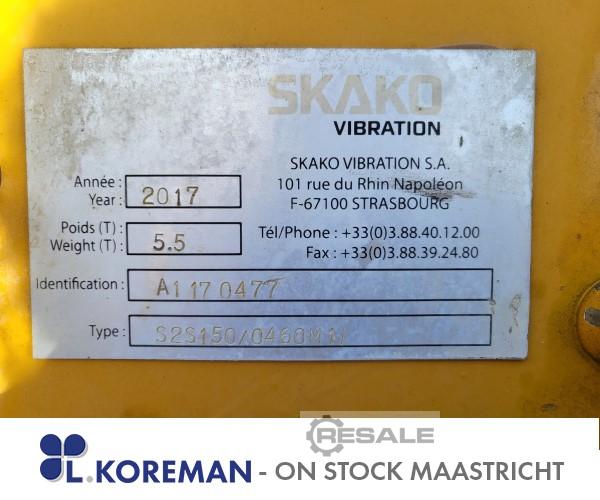 SKAKO
VIBRATION
SKAKO VIBRATION S.A.
101 rue du Rhin Napoléon
F-67100 STRASBOURG
Tél/Phone : +33(0)3.88.40.12.00
Fax : +33(0)3.88.39.24.80
Année :
Year : 2017
Poids (T) :
Weight (T) : 5.5
Identification : A1 17 0477
Type :
RESALE
L.KOREMAN - ON STOCK MAASTRICHT